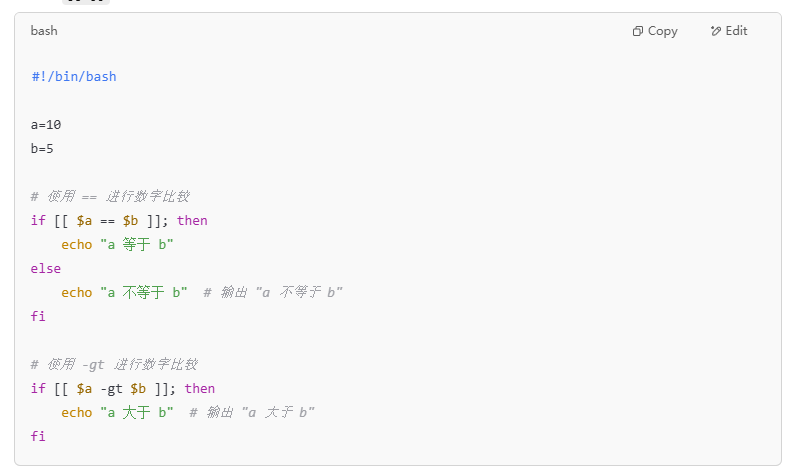 bash
Copy
Edit
#!/bin/bash
a=10
b=5
# 使用 == 进行数字比较
if [[ $a == $b ]]; then
echo "a 等于 b"
else
echo "a 不等于 b"  # 输出 "a 不等于 b"
fi
# 使用 -gt 进行数字比较
if [[ $a -gt $b ]]; then
echo "a 大于 b"  # 输出 "a 大于 b"
fi